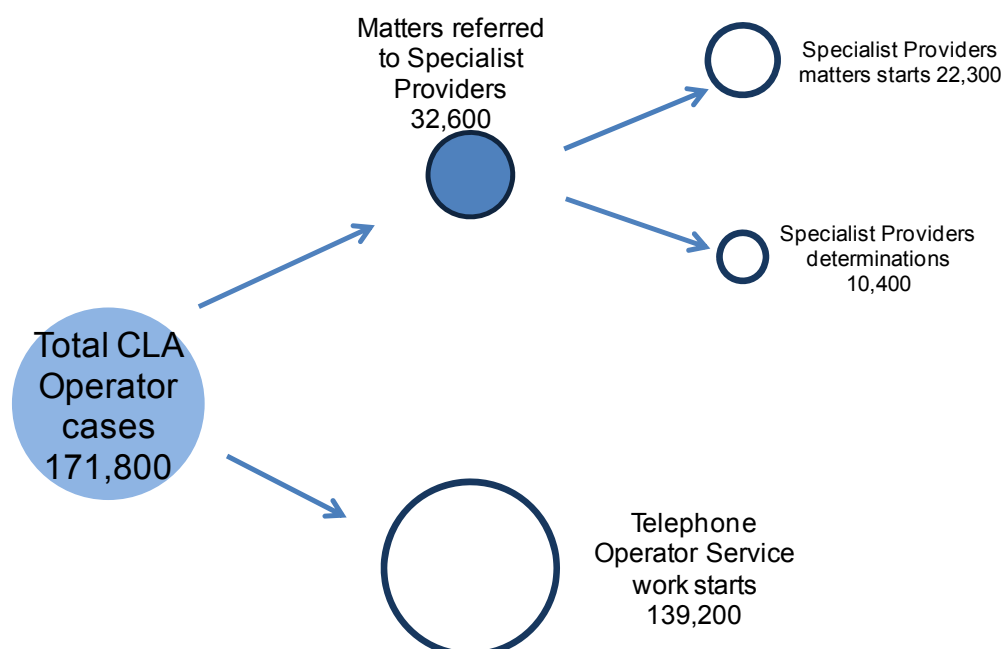 Matters referred
to Specialist
Providers
32,600
Specialist Providers
matters starts 22,300
Specialist Providers
determinations
10,400
Total CLA
Operator
cases
171,800
Telephone
Operator Service
work starts
139,200